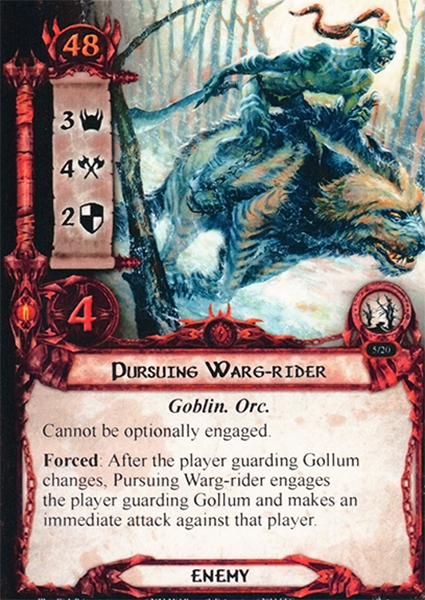 48
3
4
2
4
5/20
Pursuing Warg-rider
Goblin. Orc.
Cannot be optionally engaged.
Forced: After the player guarding Gollum
changes, Pursuing Warg-rider engages
the player guarding Gollum and makes an
immediate attack against that player.
ENEMY